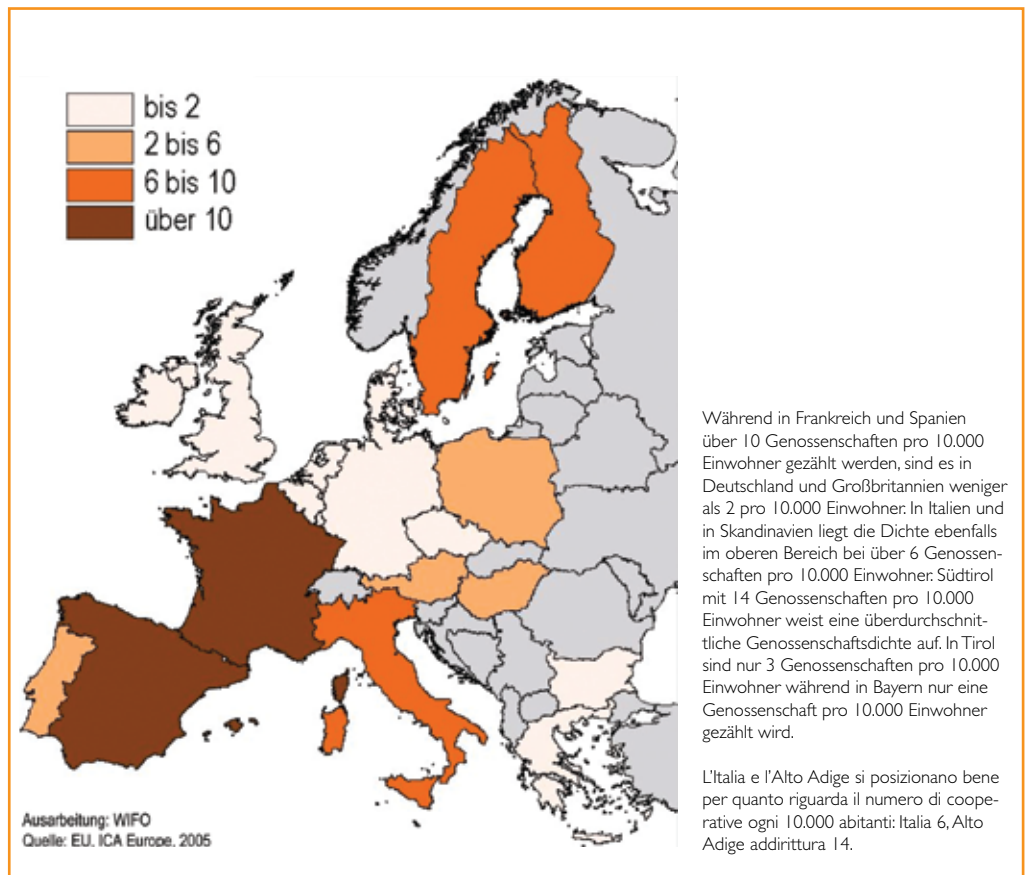 bis 2
2 bis 6
6 bis 10
über 10
Ausarbeitung: WIFO
Quelle: EU, ICA Europe, 2005
Während in Frankreich und Spanien
über 10 Genossenschaften pro 10.000
Einwohner gezählt werden, sind es in
Deutschland und Großbritannien weniger
als 2 pro 10.000 Einwohner. In Italien und
in Skandinavien liegt die Dichte ebenfalls
im oberen Bereich bei über 6 Genossen-
schaften pro 10.000 Einwohner. Südtirol
mit 14 Genossenschaften pro 10.000
Einwohner weist eine überdurchschnit-
tliche Genossenschaftsdichte auf. In Tirol
sind nur 3 Genossenschaften pro 10.000
Einwohner während in Bayern nur eine
Genossenschaft pro 10.000 Einwohner
gezählt wird.
L'Italia e l'Alto Adige si posizionano bene
per quanto riguarda il numero di coope-
rative ogni 10.000 abitanti: Italia 6, Alto
Adige addirittura 14.